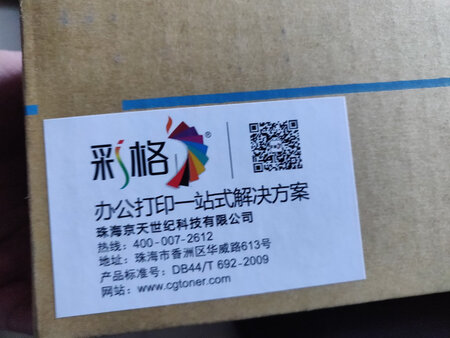 彩格®
办公打印一站式解决方案
珠海京天世纪科技有限公司
热线：400-007-2612
地址：珠海市香洲区华威路613号
产品标准号：DB44/T 692-2009
网站：www.cgtoner.com